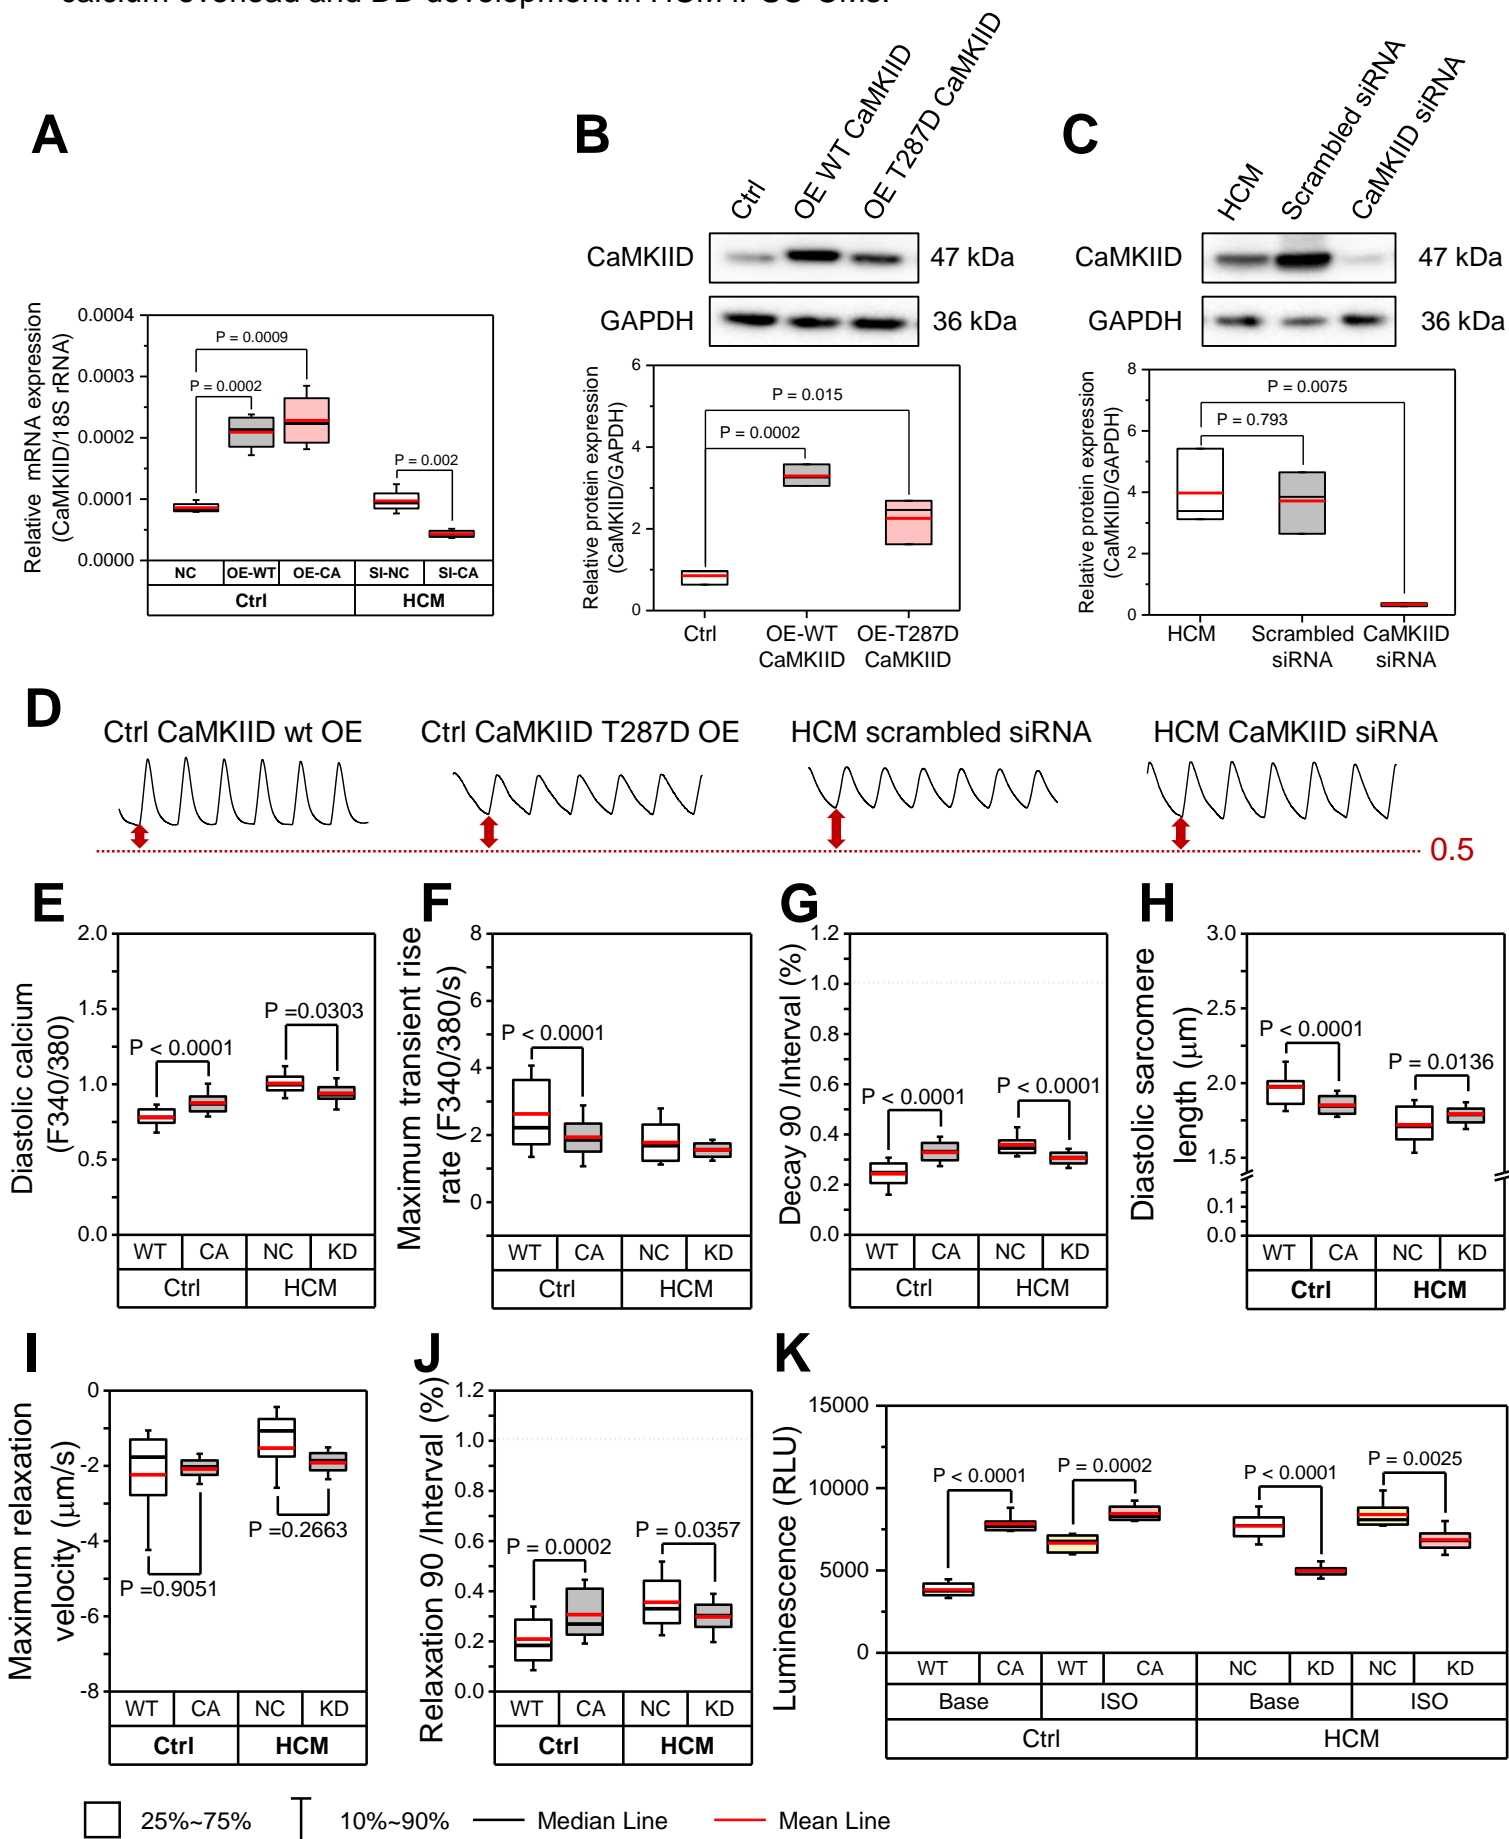 calcium overload and DD development in HCM iPSC-CMs.
A
Relative mRNA expression
(CaMKIID/18S rRNA)
0.0004
0.0003
0.0002
0.0001
0.0000
P = 0.0009
P = 0.0002
P = 0.002
NC OE-WT OE-CA SI-NC SI-CA
Ctrl HCM
B
Ctrl
OE WT CaMKIID
OE T287D CaMKIID
CaMKIID 47 kDa
GAPDH 36 kDa
Relative protein expression
(CaMKIID/GAPDH)
6
4
2
0
P = 0.015
P = 0.0002
Ctrl OE-WT OE-T287D
CaMKIID CaMKIID
C
HCM
Scrambled siRNA
CaMKIID siRNA
CaMKIID 47 kDa
GAPDH 36 kDa
Relative protein expression
(CaMKIID/GAPDH)
8
6
4
2
0
P = 0.0075
P = 0.793
HCM Scrambled CaMKIID
siRNA siRNA
D
Ctrl CaMKIID wt OE Ctrl CaMKIID T287D OE HCM scrambled siRNA HCM CaMKIID siRNA
0.5
E
Diastolic calcium
(F340/380)
2.0
1.5
1.0
0.5
0.0
P < 0.0001
P =0.0303
WT CA NC KD
Ctrl HCM
F
Maximum transient rise
rate (F340/380/s)
8
6
4
2
0
P < 0.0001
WT CA NC KD
Ctrl HCM
G
Decay 90 /Interval (%)
1.2
1.0
0.8
0.6
0.4
0.2
0.0
P < 0.0001
P < 0.0001
WT CA NC KD
Ctrl HCM
H
Diastolic sarcomere
length (μm)
3.0
2.5
2.0
1.5
0.1
0.0
P < 0.0001
P = 0.0136
WT CA NC KD
Ctrl HCM
I
Maximum relaxation
velocity (μm/s)
0
-2
-4
-6
-8
P =0.2663
P =0.9051
WT CA NC KD
Ctrl HCM
J
Relaxation 90 /Interval (%)
1.2
1.0
0.8
0.6
0.4
0.2
0.0
P = 0.0357
P = 0.0002
WT CA NC KD
Ctrl HCM
K
Luminescence (RLU)
15000
10000
5000
0
P < 0.0001
P = 0.0002
P < 0.0001
P = 0.0025
WT CA WT CA NC KD NC KD
Base ISO Base ISO
Ctrl HCM
25%~75% 10%~90% Median Line Mean Line